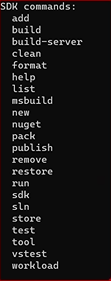 SDK commands:
add
build
build-server
clean
format
help
list
msbuild
new
nuget
pack
publish
remove
restore
run
sdk
sln
store
test
tool
vstest
workload